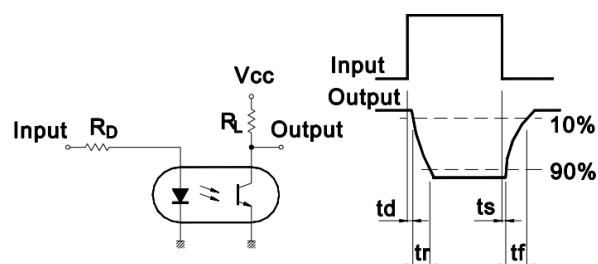 Vcc
RL
Input
RD
Output
Input
Output
10%
90%
td
ts
tr
tf